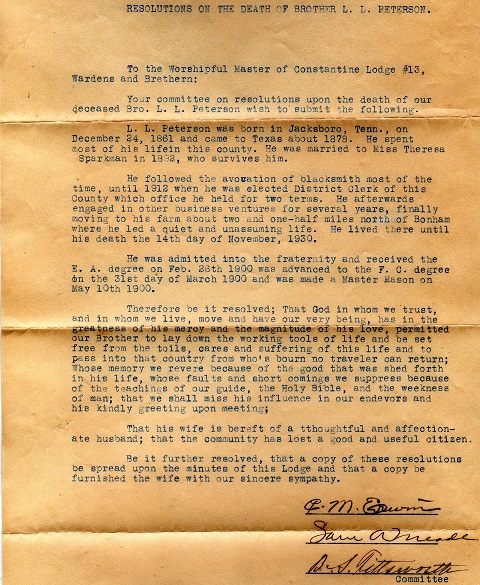 RESOLUTIONS ON THE DEATH OF BROTHER L. L. PETERSON.
To the Worshipful Master of Constantine Lodge #13,
Wardens and Brethern:
Your committee on resolutions upon the death of our
deceased Bro. L. L. Peterson wish to submit the following.
L. L. Peterson was born in Jacksboro, Tenn., on
December 24, 1861 and came to Texas about 1878. He spent
most of his lifein this county. He was married to Miss Theresa
Sparkman in 1892, who survives him.
He followed the avowation of blacksmith most of the
time, until 1912 when he was elected District Clerk of this
County which office he held for two terms. He afterwards
engaged in other business ventures for several years, finally
moving to his farm about two and one-half miles north of Bonham
where he led a quiet and unassuming life. He lived there until
his death the 14th day of November, 1930.
He was admitted into the fraternity and received the
E. A. degree on Feb. 26th 1900 was advanced to the F. C. degree
on the 31st day of March 1900 and was made a Master Mason on
May 10th 1900.
Therefore be it resolved; That God in whom we trust,
and in whom we live, move and have our very being, has in the
greatness of his mercy and the magnitude of his love, permitted
our Brother to lay down the working tools of life and be set
free from the toils, cares and suffering of this life and to
pass into that country from who's bourn no traveler can return;
Whose memory we revere because of the good that was shed forth
in his life, whose faults and short comings we suppress because
of the teachings of our guide, the Holy Bible, and the weekness
of man; that we shall miss his influence in our endevors and
his kindly greeting upon meeting;
That his wife is bereft of a tthoughtful and affection-
ate husband; that the community has lost a good and useful citizen.
Be it further resolved, that a copy of these resolutions
be spread upon the minutes of this Lodge and that a copy be
furnished the wife with our sincere sympathy.
C. M. Erwin
Sam
Committee